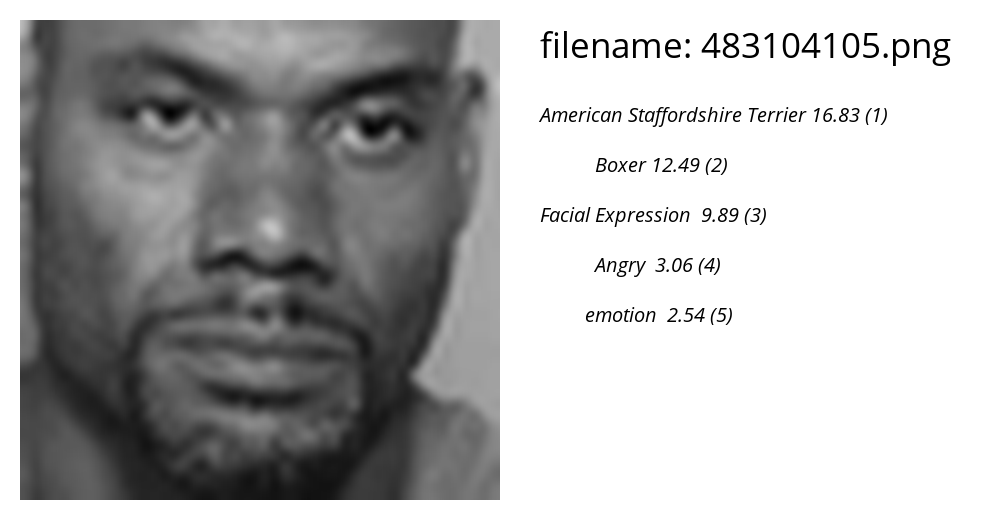 filename: 483104105.png
American Staffordshire Terrier 16.83 (1)
Boxer 12.49 (2)
Facial Expression 9.89 (3)
Angry 3.06 (4)
emotion 2.54 (5)